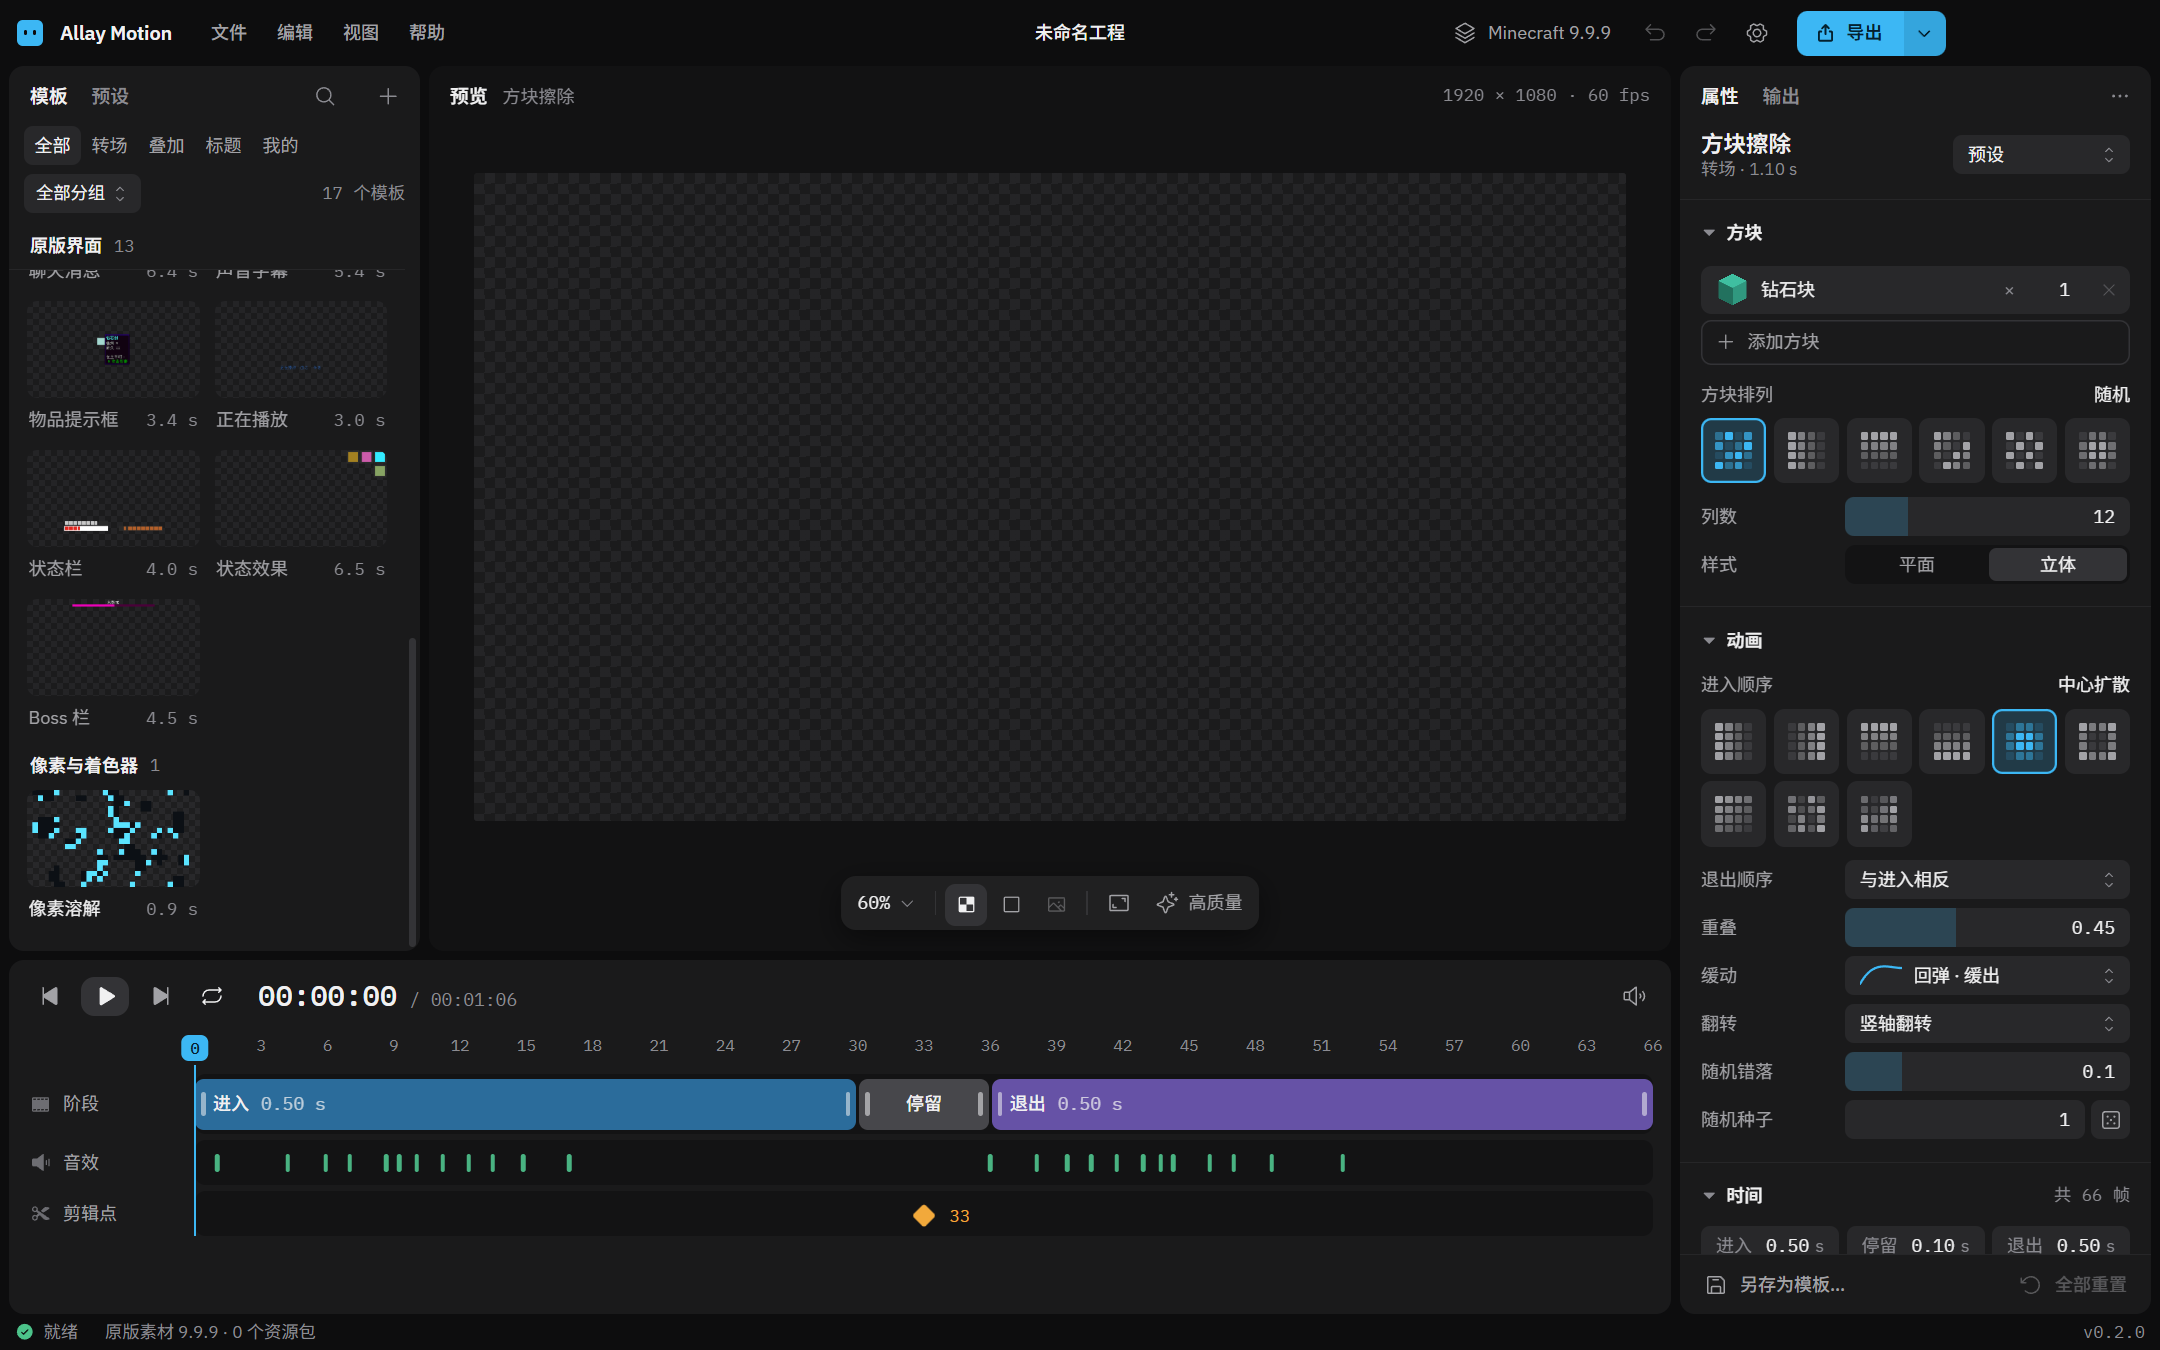 Allay Motion 文件 编辑 视图 帮助 未命名工程 Minecraft 9.9.9 导出
模板 预设
全部 转场 叠加 标题 我的
全部分组 17 个模板
原版界面 13
聊天消息 6.4 s 声音字幕 5.4 s
物品提示框 3.4 s 正在播放 3.0 s
状态栏 4.0 s 状态效果 6.5 s
Boss 栏 4.5 s
像素与着色器 1
像素溶解 0.9 s
预览 方块擦除 1920 × 1080 · 60 fps
60% 高质量
属性 输出
方块擦除 预设
转场 · 1.10 s
方块
钻石块 × 1
添加方块
方块排列 随机
列数 12
样式 平面 立体
动画
进入顺序 中心扩散
退出顺序 与进入相反
重叠 0.45
缓动 回弹 · 缓出
翻转 竖轴翻转
随机错落 0.1
随机种子 1
时间 共 66 帧
进入 0.50 s 停留 0.10 s 退出 0.50 s
另存为模板... 全部重置
00:00:00 / 00:01:06
0 3 6 9 12 15 18 21 24 27 30 33 36 39 42 45 48 51 54 57 60 63 66
阶段 进入 0.50 s 停留 退出 0.50 s
音效
剪辑点 33
就绪 原版素材 9.9.9 · 0 个资源包 v0.2.0